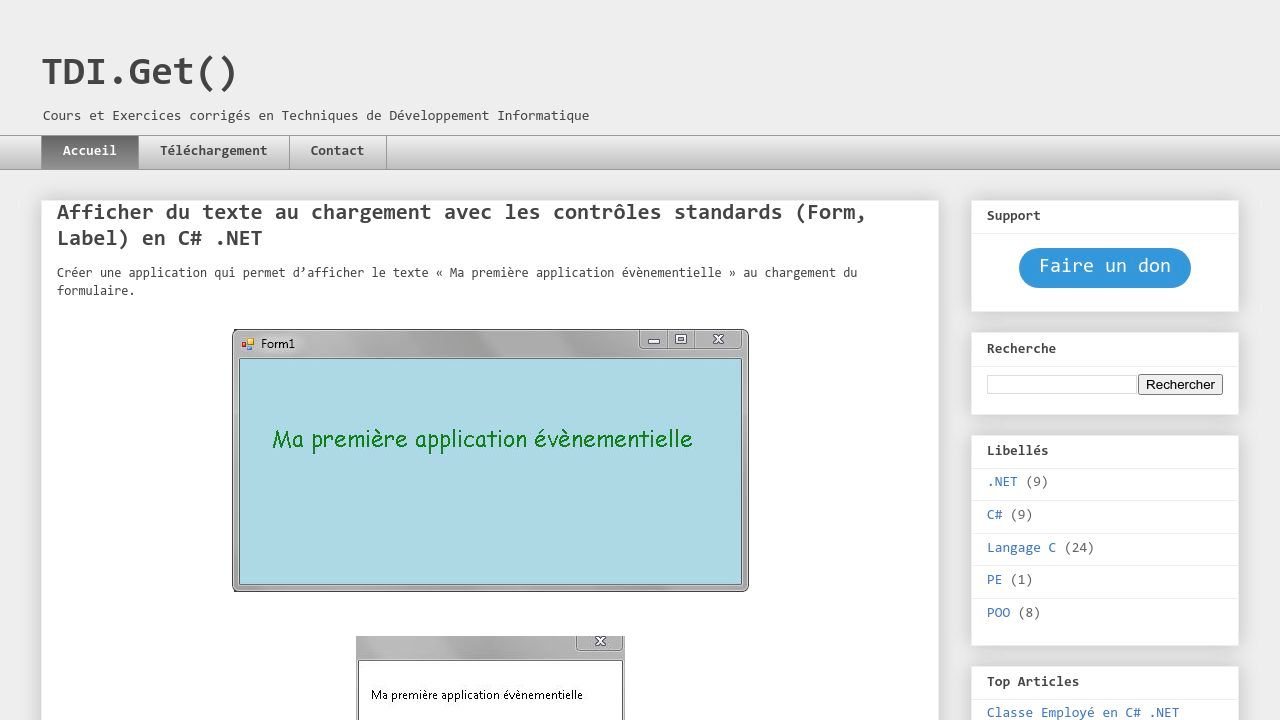 TDI.Get()
Cours et Exercices corrigés en Techniques de Développement Informatique
Accueil
Téléchargement
Contact
Afficher du texte au chargement avec les contrôles standards (Form,
Label) en C# .NET
Créer une application qui permet d’afficher le texte « Ma première application évènementielle » au chargement du
formulaire.
Form1
Ma première application évènementielle
Ma première application évènementielle
Support
Faire un don
Recherche
Rechercher
Libellés
.NET (9)
C# (9)
Langage C (24)
PE (1)
POO (8)
Top Articles
Classe Employé en C# .NET